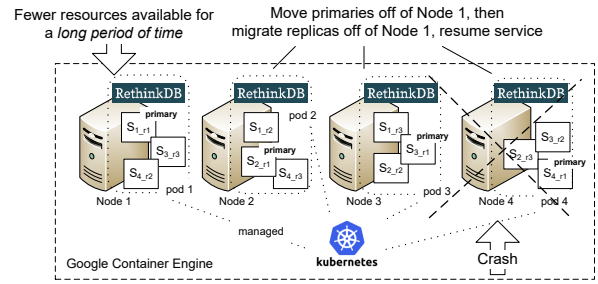 Fewer resources available for
a long period of time
Move primaries off of Node 1, then
migrate replicas off of Node 1, resume service
RethinkDB
primary
S1_r1
S3_r3
S4_r2
pod 1
Node 1
RethinkDB
pod 2
S1_r2
primary
S2_r1
S4_r3
Node 2
RethinkDB
S1_r3
primary
S3_r1
S2_r2
pod 3
Node 3
RethinkDB
S3_r2
S2_r3
primary
S4_r1
pod 4
Node 4
managed
kubernetes
Crash
Google Container Engine